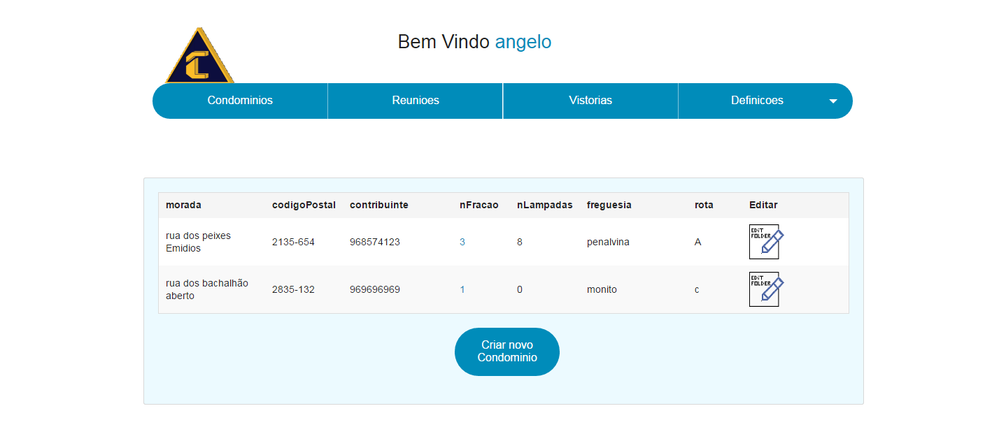 Bem Vindo angelo
Condominios Reunioes Vistorias Definicoes
morada codigoPostal contribuinte nFracao nLampadas freguesia rota Editar
rua dos peixes
Emidios
2135-654 968574123 3 8 penalvina A
EDiT
FOLDER
rua dos bachalhão
aberto
2835-132 969696969 1 0 monito c
EDiT
FOLDER
Criar novo
Condominio